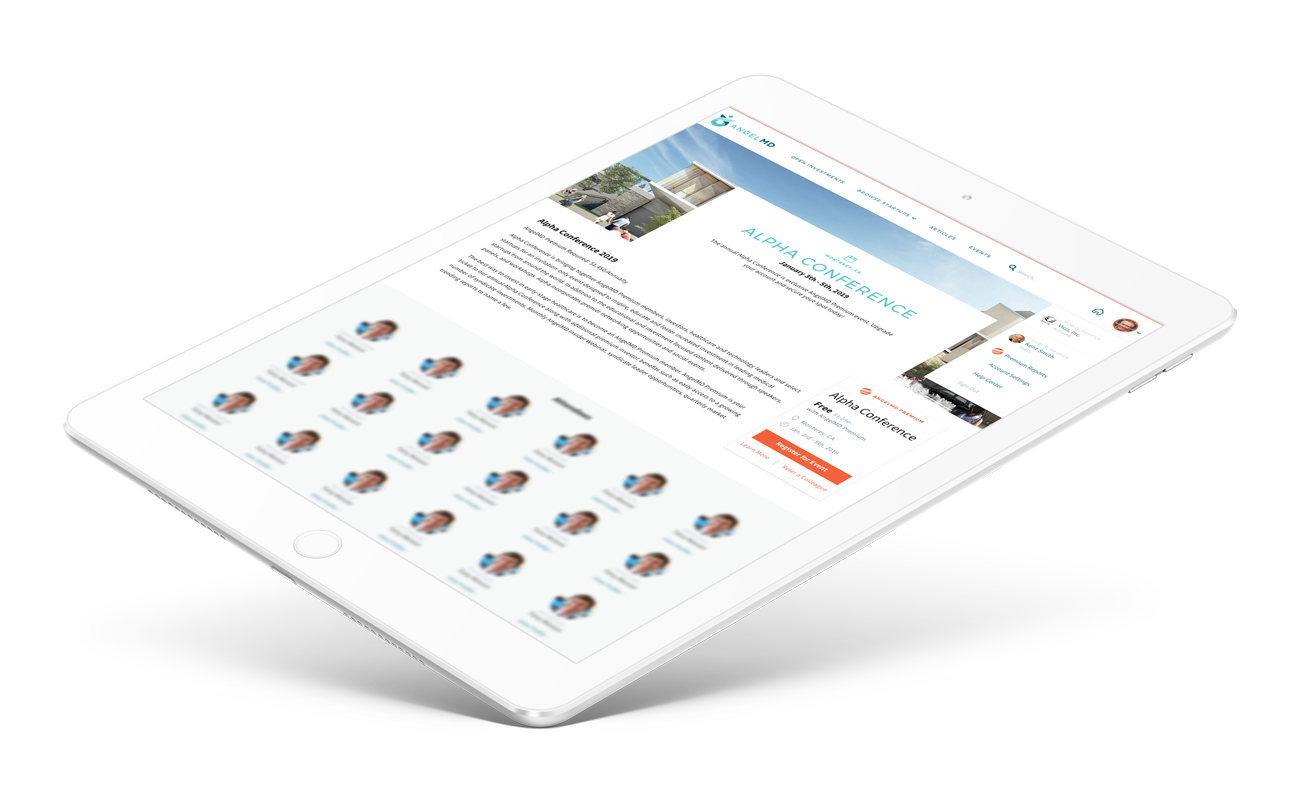 ANGELMD
OPEN INVESTMENTS
BROWSE STARTUPS
ARTICLES
EVENTS
Search
ALPHA CONFERENCE
MONTEREY, CA
January 3th - 5th, 2019
The annual Alpha Conference is exclusive AngelMD Premium event. Upgrade
your account and secure your spot today!
VICIS, Inc.
Kent Smith
Premium Reports
Account Settings
Help Center
Sign Out
Alpha Conference 2019
AngelMD Premium Required: $1,450/Annually
Alpha Conference is bringing together AngelMD Premium members, investors, healthcare and technology leaders and select
startups for an invitation-only event designed to inspire, educate and foster increased investment in leading medical
startups from around the world. In addition to the educational and investment focused content delivered through speakers,
panels, and workshops, Alpha incorporates premier networking opportunities and social events.
The best way to invest in early-stage healthcare is to become an AngelMD Premium member. AngelMD Premium is your
ticket to our annual Alpha Conference along with additional premium investor benefits such as early access to a growing
number of syndicate investments, Monthly AngelMD Insider Webinar, syndicate leader opportunities, quarterly market
trending reports to name a few.
ANGELMD PREMIUM
Alpha Conference
Free
with AngelMD Premium
Monterey, CA
Jan. 3rd - 5th, 2019
Register for Event
Learn More | Refer a Colleague